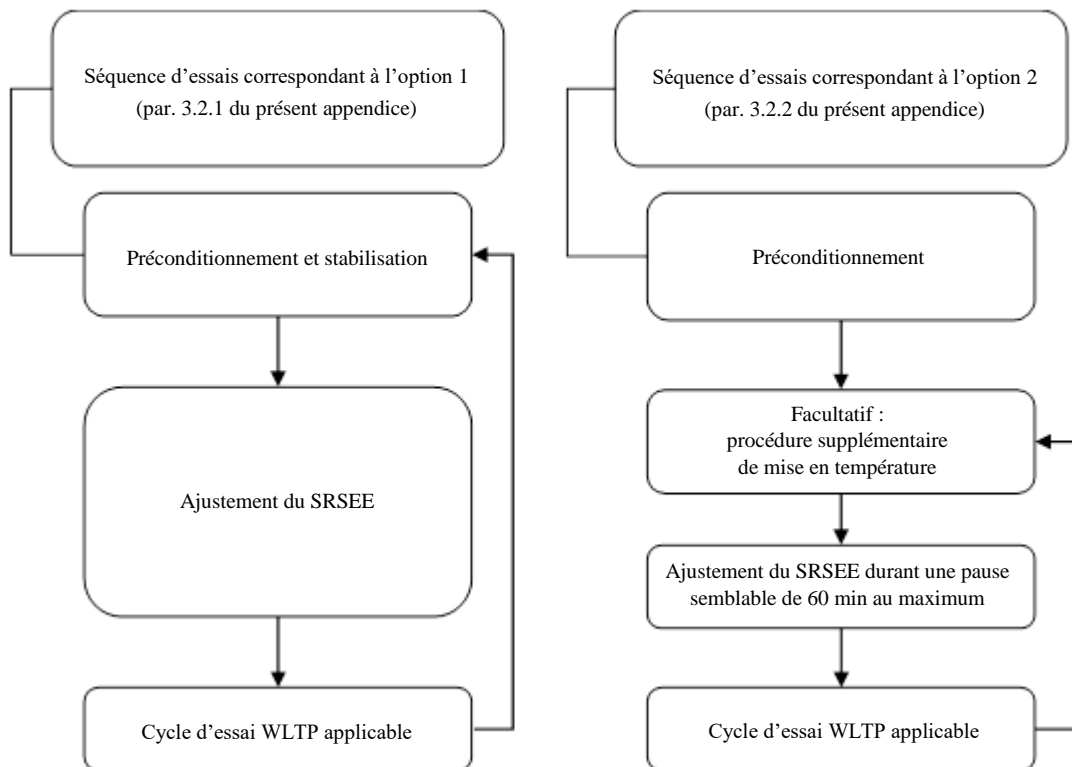 Séquence d’essais correspondant à l’option 1
(par. 3.2.1 du présent appendice)
Préconditionnement et stabilisation
Ajustement du SRSEE
Cycle d’essai WLTP applicable
Séquence d’essais correspondant à l’option 2
(par. 3.2.2 du présent appendice)
Préconditionnement
Facultatif :
procédure supplémentaire
de mise en température
Ajustement du SRSEE durant une pause
semblable de 60 min au maximum
Cycle d’essai WLTP applicable